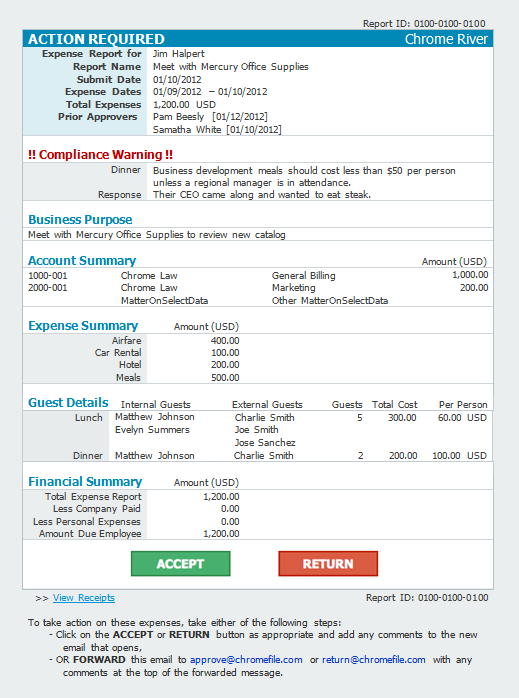 Report ID: 0100-0100-0100
ACTION REQUIRED Chrome River
Expense Report for Jim Halpert
Report Name Meet with Mercury Office Supplies
Submit Date 01/10/2012
Expense Dates 01/09/2012 – 01/10/2012
Total Expenses 1,200.00 USD
Prior Approvers Pam Beesly [01/12/2012]
Samatha White [01/10/2012]
!! Compliance Warning !!
Dinner Business development meals should cost less than $50 per person
unless a regional manager is in attendance.
Response Their CEO came along and wanted to eat steak.
Business Purpose
Meet with Mercury Office Supplies to review new catalog
Account Summary Amount (USD)
1000-001 Chrome Law General Billing 1,000.00
2000-001 Chrome Law Marketing 200.00
MatterOnSelectData Other MatterOnSelectData
Expense Summary Amount (USD)
Airfare 400.00
Car Rental 100.00
Hotel 200.00
Meals 500.00
Guest Details Internal Guests External Guests Guests Total Cost Per Person
Lunch Matthew Johnson Charlie Smith 5 300.00 60.00 USD
Evelyn Summers Joe Smith
Jose Sanchez
Dinner Matthew Johnson Charlie Smith 2 200.00 100.00 USD
Financial Summary Amount (USD)
Total Expense Report 1,200.00
Less Company Paid 0.00
Less Personal Expenses 0.00
Amount Due Employee 1,200.00
ACCEPT RETURN
>> View Receipts Report ID: 0100-0100-0100
To take action on these expenses, take either of the following steps:
- Click on the ACCEPT or RETURN button as appropriate and add any comments to the new
email that opens,
- OR FORWARD this email to approve@chromefile.com or return@chromefile.com with any
comments at the top of the forwarded message.